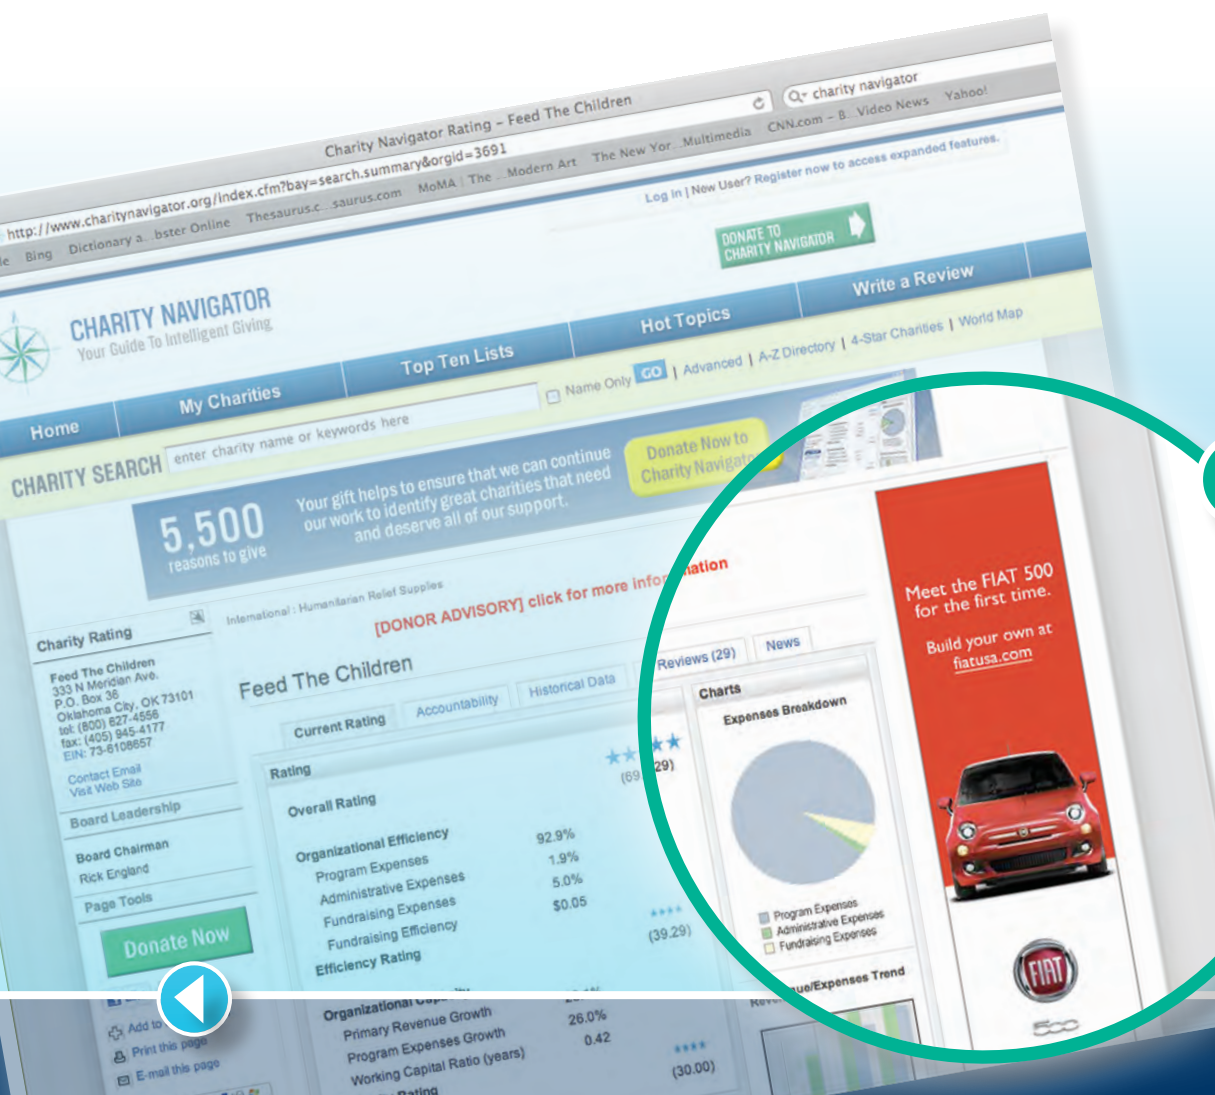 Charity Navigator Rating – Feed The Children
http://www.charitynavigator.org/index.cfm?bay=search.summary&orgid=3691
charity navigator
Bing Dictionary a...bster Online Thesaurus.c...saurus.com MoMA | The ...Modern Art The New Yor...Multimedia CNN.com – B...Video News Yahoo!
Log In | New User? Register now to access expanded features.
DONATE TO
CHARITY NAVIGATOR
CHARITY NAVIGATOR
Your Guide To Intelligent Giving
Home My Charities Top Ten Lists Hot Topics Write a Review
CHARITY SEARCH enter charity name or keywords here Name Only GO | Advanced | A-Z Directory | 4-Star Charities | World Map
5,500
reasons to give
Your gift helps to ensure that we can continue
our work to identify great charities that need
and deserve all of our support.
Donate Now to
Charity Navigator
International : Humanitarian Relief Supplies
[DONOR ADVISORY] click for more information
Charity Rating
Feed The Children
333 N Meridian Ave.
P.O. Box 36
Oklahoma City, OK 73101
tel: (800) 627-4556
fax: (405) 945-4177
EIN: 73-6108657
Contact Email
Visit Web Site
Board Leadership
Board Chairman
Rick England
Page Tools
Donate Now
Add to
Print this page
E-mail this page
Feed The Children
Current Rating Accountability Historical Data Reviews (29) News
Rating
Overall Rating
(69.29)
Organizational Efficiency
Program Expenses 92.9%
Administrative Expenses 1.9%
Fundraising Expenses 5.0%
Fundraising Efficiency $0.05
Efficiency Rating (39.29)
Organizational Capacity
Primary Revenue Growth
Program Expenses Growth 26.0%
Working Capital Ratio (years) 0.42
Rating (30.00)
Charts
Expenses Breakdown
Program Expenses
Administrative Expenses
Fundraising Expenses
Revenue/Expenses Trend
Meet the FIAT 500
for the first time.
Build your own at
fiatusa.com
FIAT
500